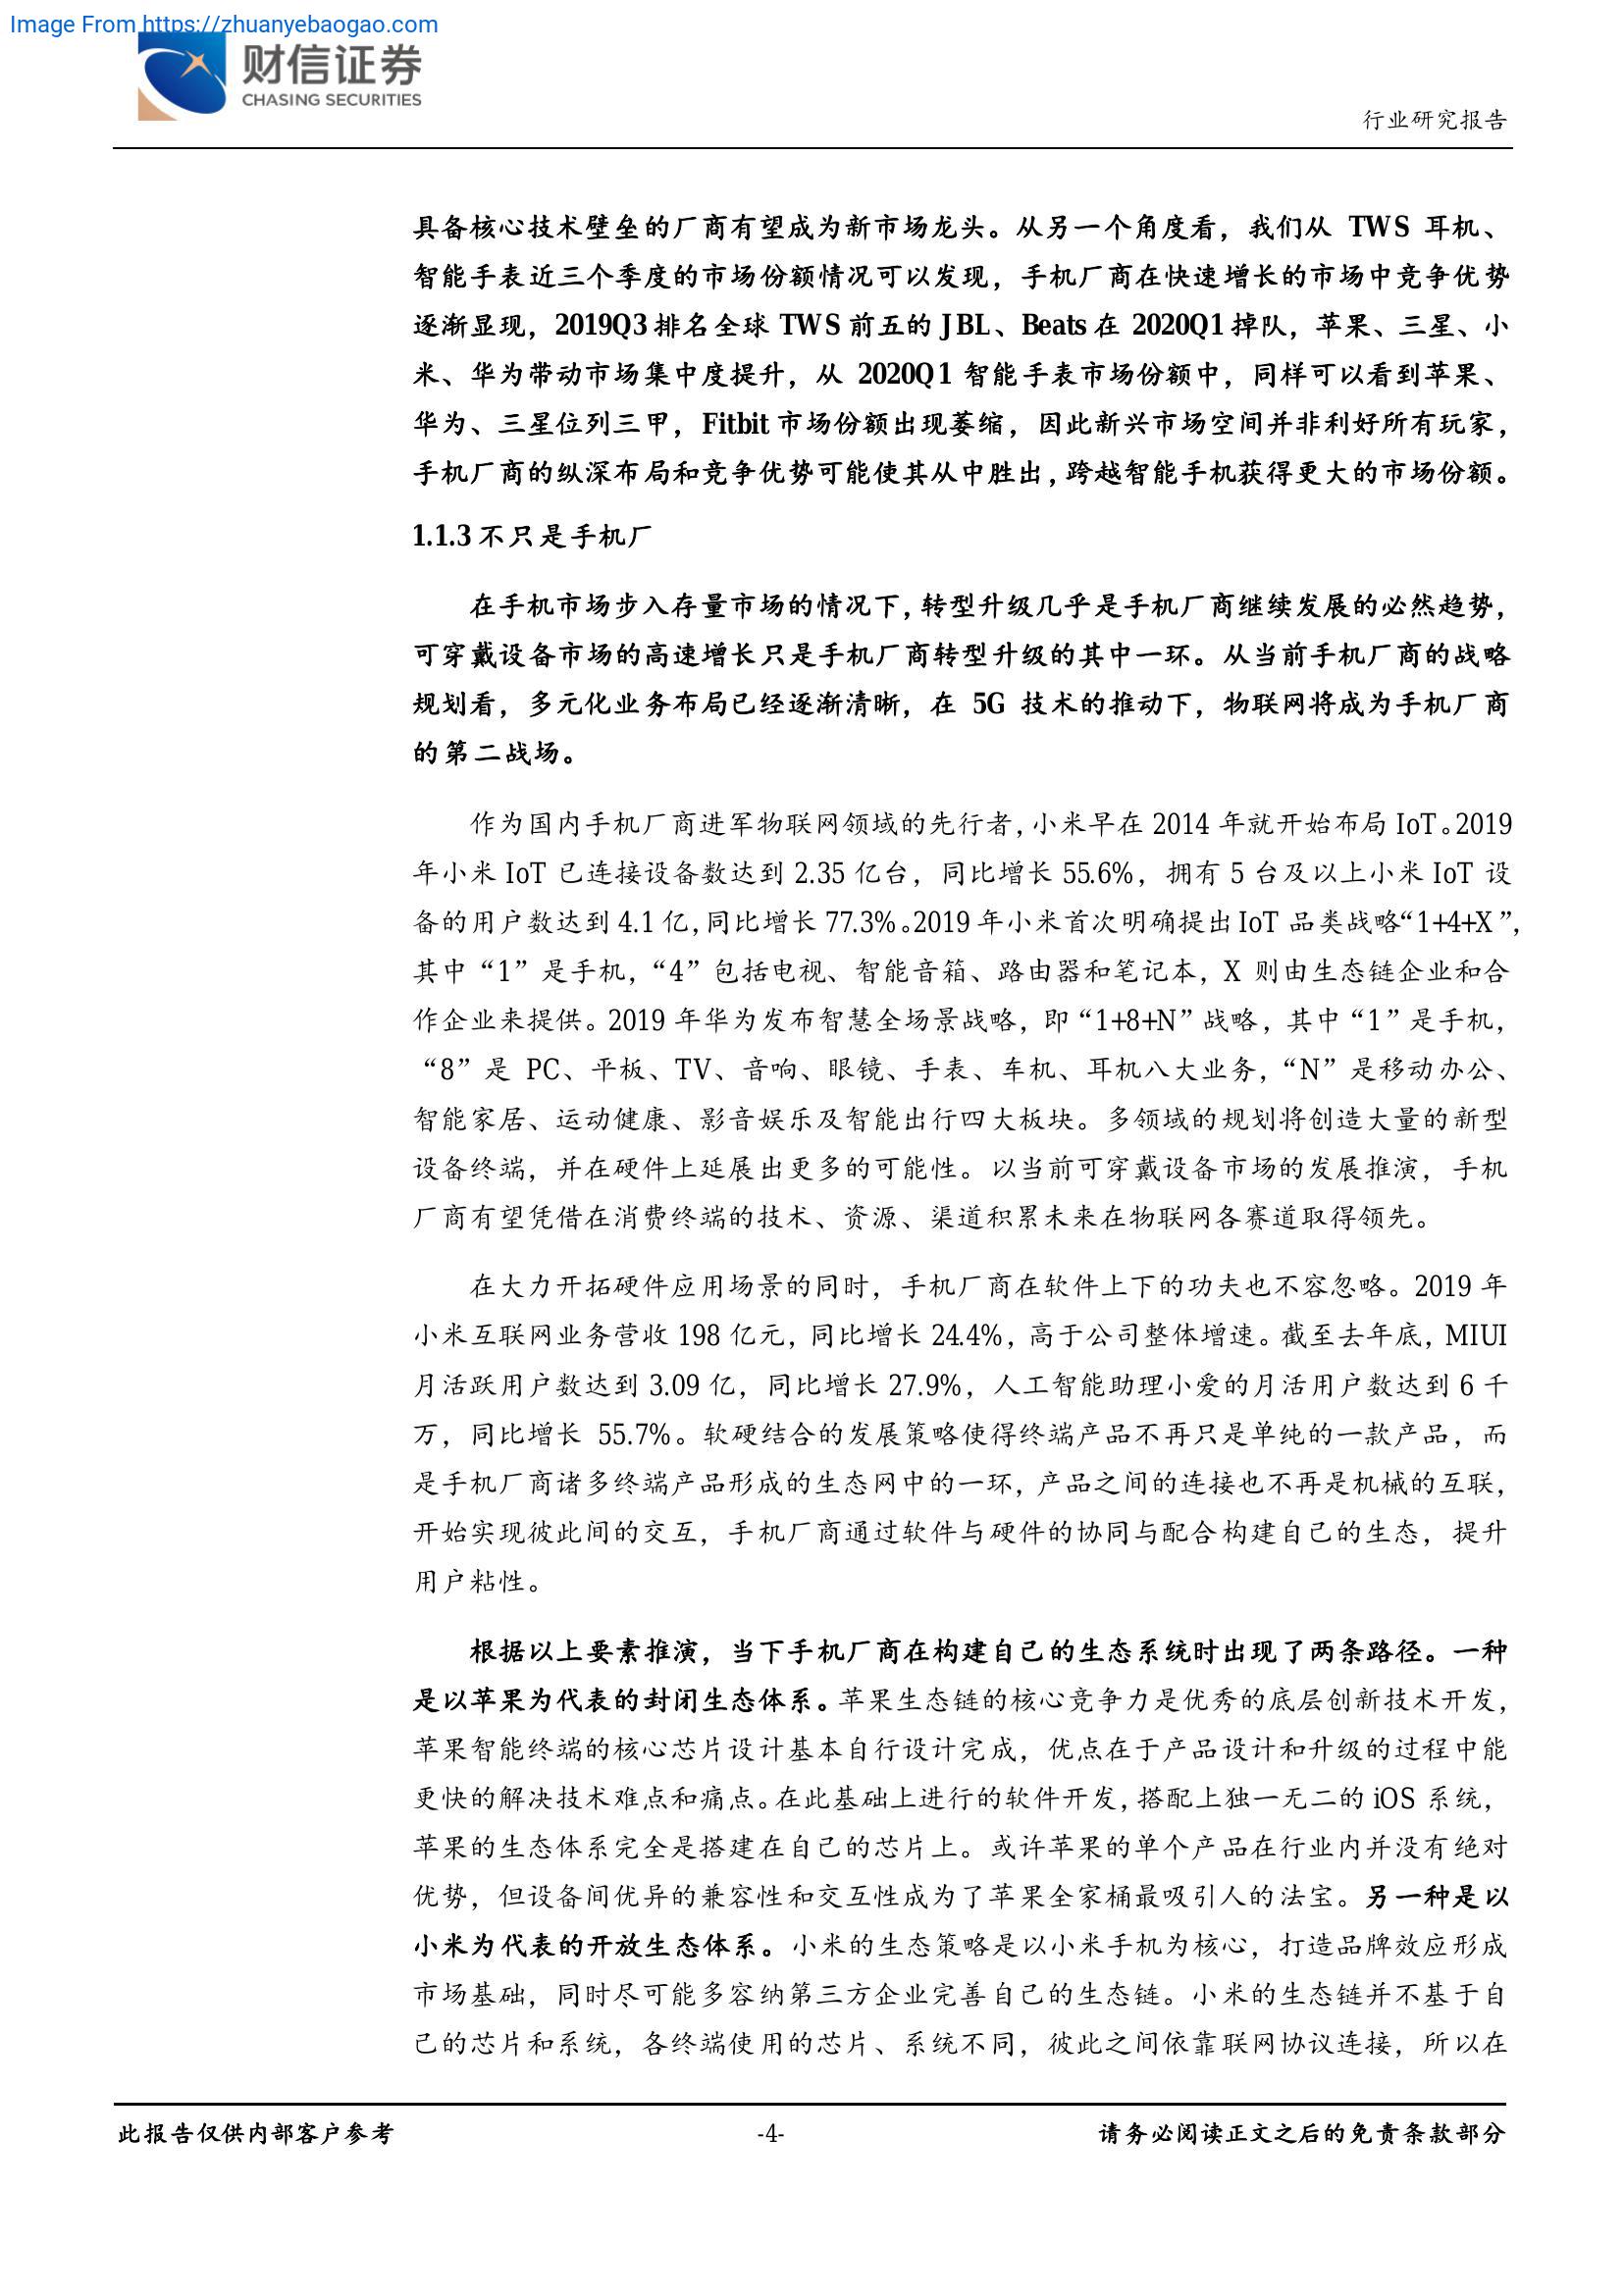 Image From https://zhuanyebaogao.com
财信证券
CHASING SECURITIES
行业研究报告
具备核心技术壁垒的厂商有望成为新市场龙头。从另一个角度看，我们从 TWS 耳机、
智能手表近三个季度的市场份额情况可以发现，手机厂商在快速增长的市场中竞争优势
逐渐显现，2019Q3 排名全球 TWS 前五的 JBL、Beats 在 2020Q1 掉队，苹果、三星、小
米、华为带动市场集中度提升，从 2020Q1 智能手表市场份额中，同样可以看到苹果、
华为、三星位列三甲，Fitbit 市场份额出现萎缩，因此新兴市场空间并非利好所有玩家，
手机厂商的纵深布局和竞争优势可能使其从中胜出，跨越智能手机获得更大的市场份额。
1.1.3 不只是手机厂
在手机市场步入存量市场的情况下，转型升级几乎是手机厂商继续发展的必然趋势，
可穿戴设备市场的高速增长只是手机厂商转型升级的其中一环。从当前手机厂商的战略
规划看，多元化业务布局已经逐渐清晰，在 5G 技术的推动下，物联网将成为手机厂商
的第二战场。
作为国内手机厂商进军物联网领域的先行者，小米早在 2014 年就开始布局 IoT。2019
年小米 IoT 已连接设备数达到 2.35 亿台，同比增长 55.6%，拥有 5 台及以上小米 IoT 设
备的用户数达到 4.1 亿，同比增长 77.3%。2019 年小米首次明确提出 IoT 品类战略“1+4+X”，
其中“1”是手机，“4”包括电视、智能音箱、路由器和笔记本，X 则由生态链企业和合
作企业来提供。2019 年华为发布智慧全场景战略，即“1+8+N”战略，其中“1”是手机，
“8”是 PC、平板、TV、音响、眼镜、手表、车机、耳机八大业务，“N”是移动办公、
智能家居、运动健康、影音娱乐及智能出行四大板块。多领域的规划将创造大量的新型
设备终端，并在硬件上延展出更多的可能性。以当前可穿戴设备市场的发展推演，手机
厂商有望凭借在消费终端的技术、资源、渠道积累未来在物联网各赛道取得领先。
在大力开拓硬件应用场景的同时，手机厂商在软件上下的功夫也不容忽略。2019 年
小米互联网业务营收 198 亿元，同比增长 24.4%，高于公司整体增速。截至去年底，MIUI
月活跃用户数达到 3.09 亿，同比增长 27.9%，人工智能助理小爱的月活用户数达到 6 千
万，同比增长 55.7%。软硬结合的发展策略使得终端产品不再只是单纯的一款产品，而
是手机厂商诸多终端产品形成的生态网中的一环，产品之间的连接也不再是机械的互联，
开始实现彼此间的交互，手机厂商通过软件与硬件的协同与配合构建自己的生态，提升
用户粘性。
根据以上要素推演，当下手机厂商在构建自己的生态系统时出现了两条路径。一种
是以苹果为代表的封闭生态体系。苹果生态链的核心竞争力是优秀的底层创新技术开发，
苹果智能终端的核心芯片设计基本自行设计完成，优点在于产品设计和升级的过程中能
更快的解决技术难点和痛点。在此基础上进行的软件开发，搭配上独一无二的 iOS 系统，
苹果的生态体系完全是搭建在自己的芯片上。或许苹果的单个产品在行业内并没有绝对
优势，但设备间优异的兼容性和交互性成为了苹果全家桶最吸引人的法宝。另一种是以
小米为代表的开放生态体系。小米的生态策略是以小米手机为核心，打造品牌效应形成
市场基础，同时尽可能多容纳第三方企业完善自己的生态链。小米的生态链并不基于自
己的芯片和系统，各终端使用的芯片、系统不同，彼此之间依靠联网协议连接，所以在
此报告仅供内部客户参考
-4-
请务必阅读正文之后的免责条款部分